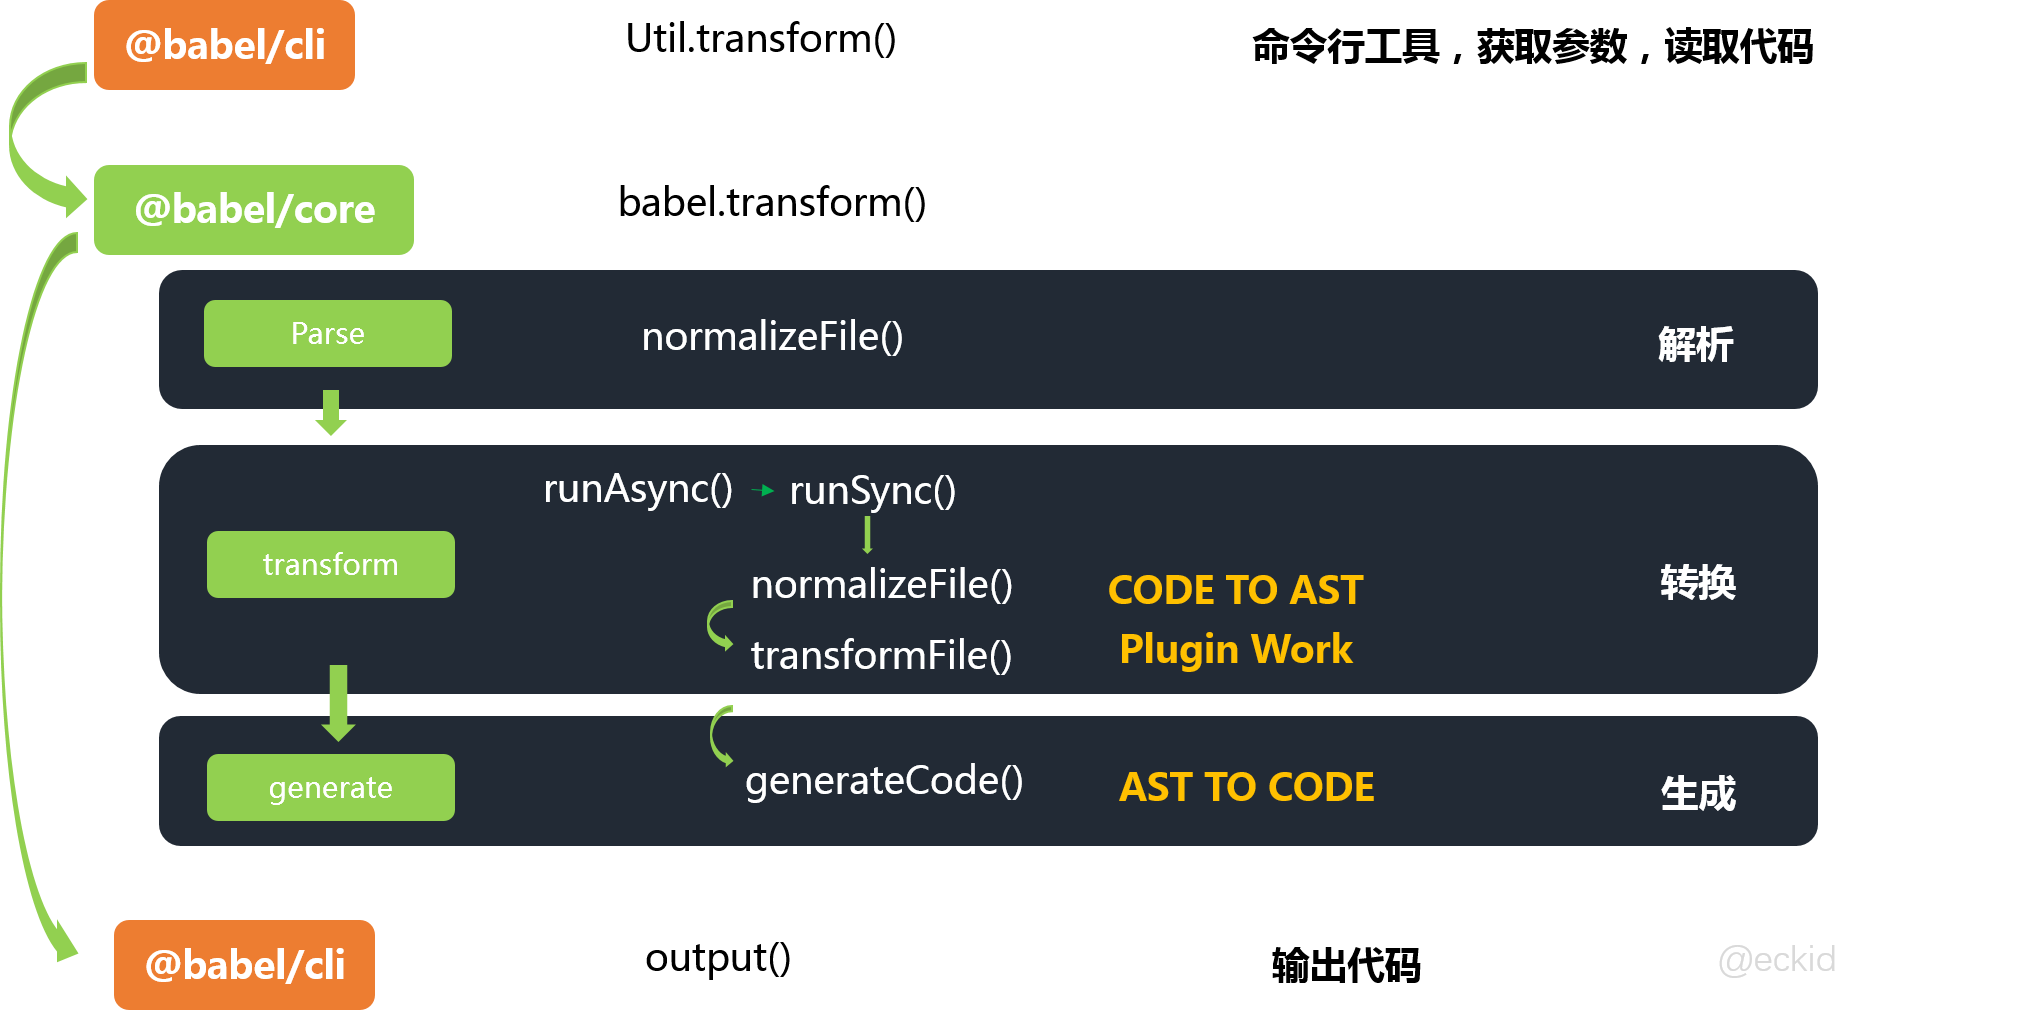 @babel/cli Util.transform() 命令行工具，获取参数，读取代码
@babel/core babel.transform()
Parse normalizeFile() 解析
runAsync() runSync()
transform normalizeFile() CODE TO AST 转换
transformFile() Plugin Work
generate generateCode() AST TO CODE 生成
@babel/cli output() 输出代码 @eckid